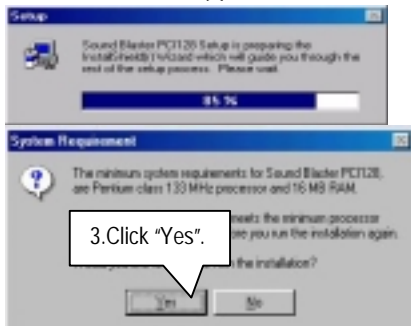 Setup
Sound Blaster PCI128 Setup is preparing the
InstallShield(r) Wizard which will guide you through the
rest of the setup process. Please wait.
85 %
System Requirement
The minimum system requirements for Sound Blaster PCI128,
are Pentium class 133 MHz processor and 16 MB RAM.
meets the minimum processor
you run the installation again.
the installation?
3.Click “Yes”.
Yes
No